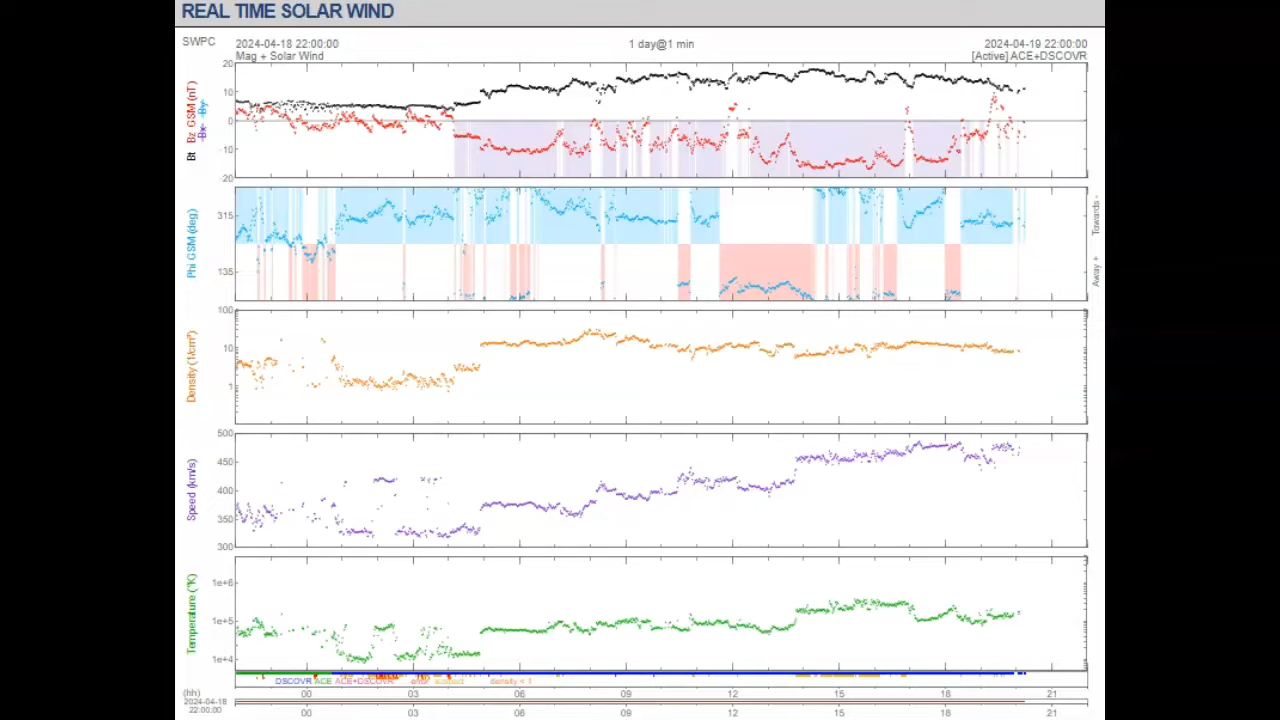 REAL TIME SOLAR WIND
SWPC 2024-04-18 22:00:00 1 day@1 min 2024-04-19 22:00:00
Mag + Solar Wind [Active] ACE+DSCOVR
Bt Bz GSM (nT)
-Bx- -By-
20
10
0
-10
-20
Phi GSM (deg)
315
135
Towards -
Away +
Density (1/cm³)
100
10
1
Speed (km/s)
500
450
400
350
300
Temperature (°K)
1e+6
1e+5
1e+4
DSCOVR ACE ACE+DSCOVR error suspect density < 1
(hh) 00 03 06 09 12 15 18 21
2024-04-18
22:00:00
00 03 06 09 12 15 18 21